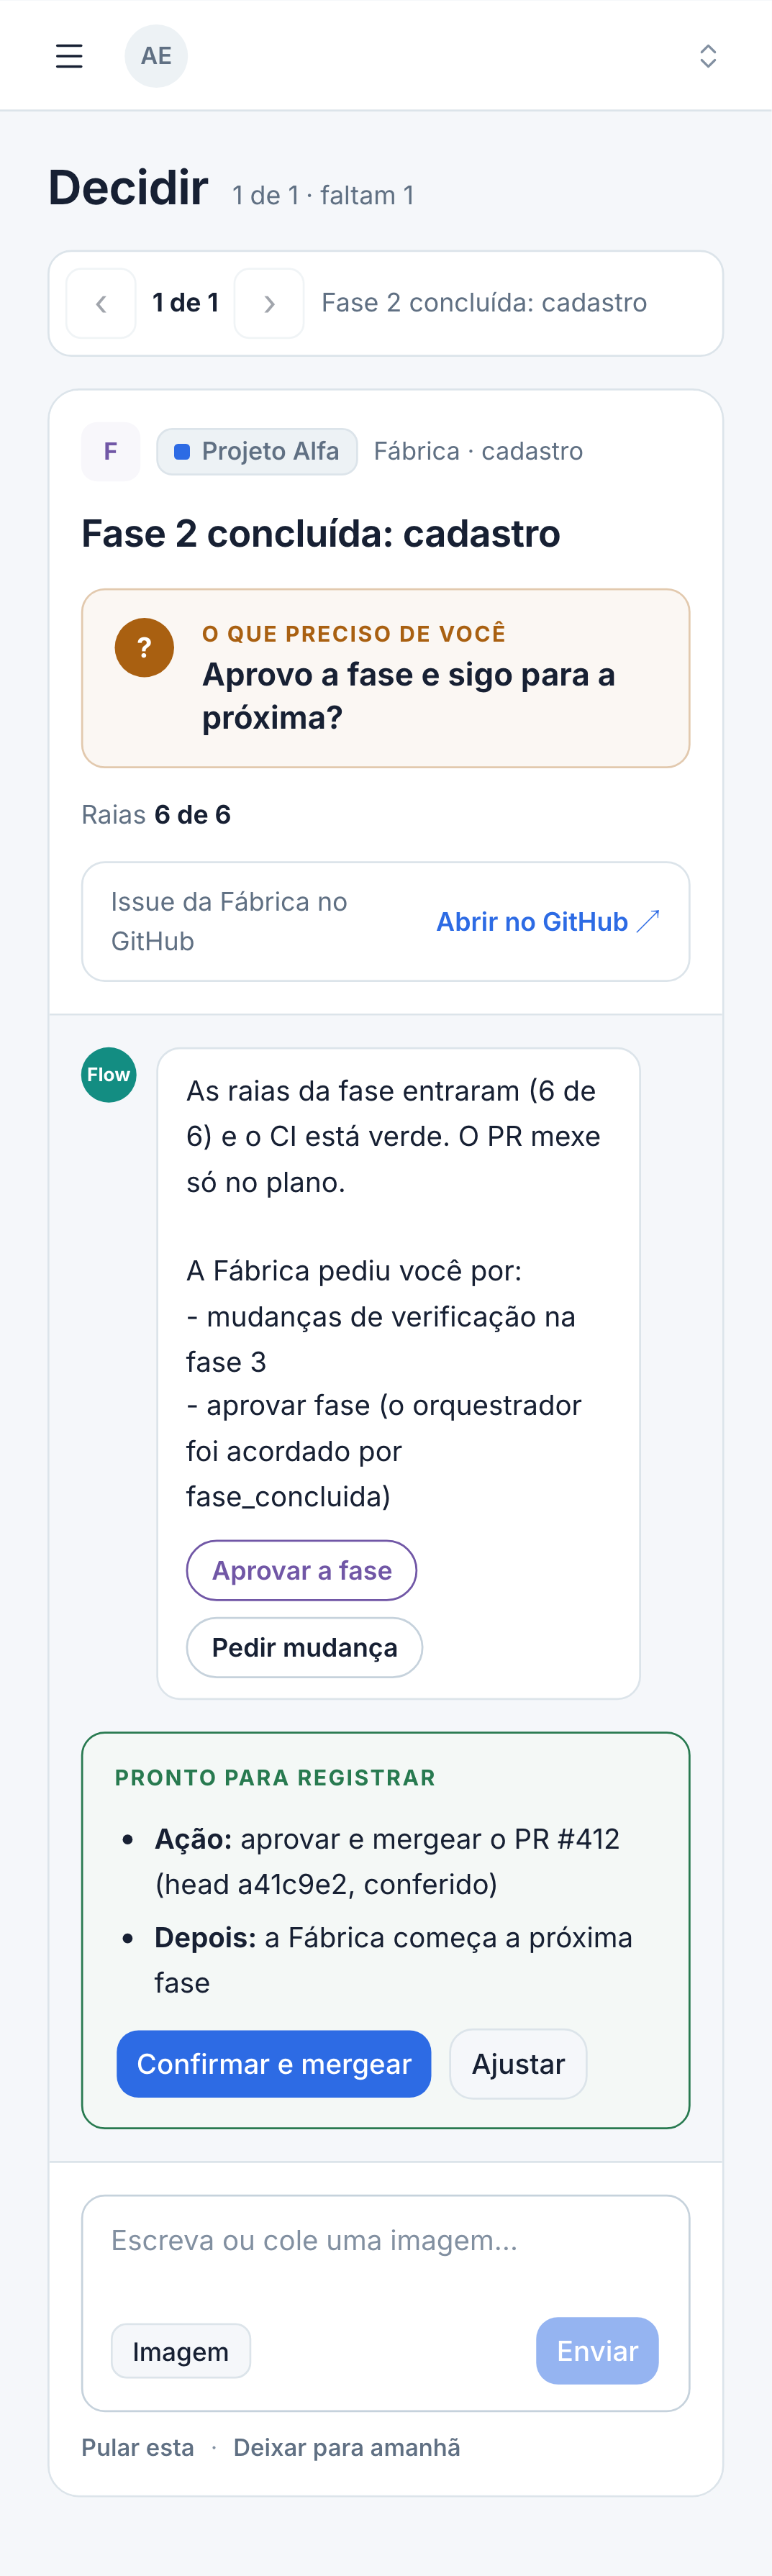 AE
Decidir 1 de 1 · faltam 1
‹ 1 de 1 › Fase 2 concluída: cadastro
F Projeto Alfa Fábrica · cadastro
Fase 2 concluída: cadastro
?
O QUE PRECISO DE VOCÊ
Aprovo a fase e sigo para a
próxima?
Raias 6 de 6
Issue da Fábrica no
GitHub
Abrir no GitHub ↗
Flow
As raias da fase entraram (6 de
6) e o CI está verde. O PR mexe
só no plano.
A Fábrica pediu você por:
- mudanças de verificação na
fase 3
- aprovar fase (o orquestrador
foi acordado por
fase_concluida)
Aprovar a fase
Pedir mudança
PRONTO PARA REGISTRAR
• Ação: aprovar e mergear o PR #412
(head a41c9e2, conferido)
• Depois: a Fábrica começa a próxima
fase
Confirmar e mergear Ajustar
Escreva ou cole uma imagem...
Imagem Enviar
Pular esta · Deixar para amanhã